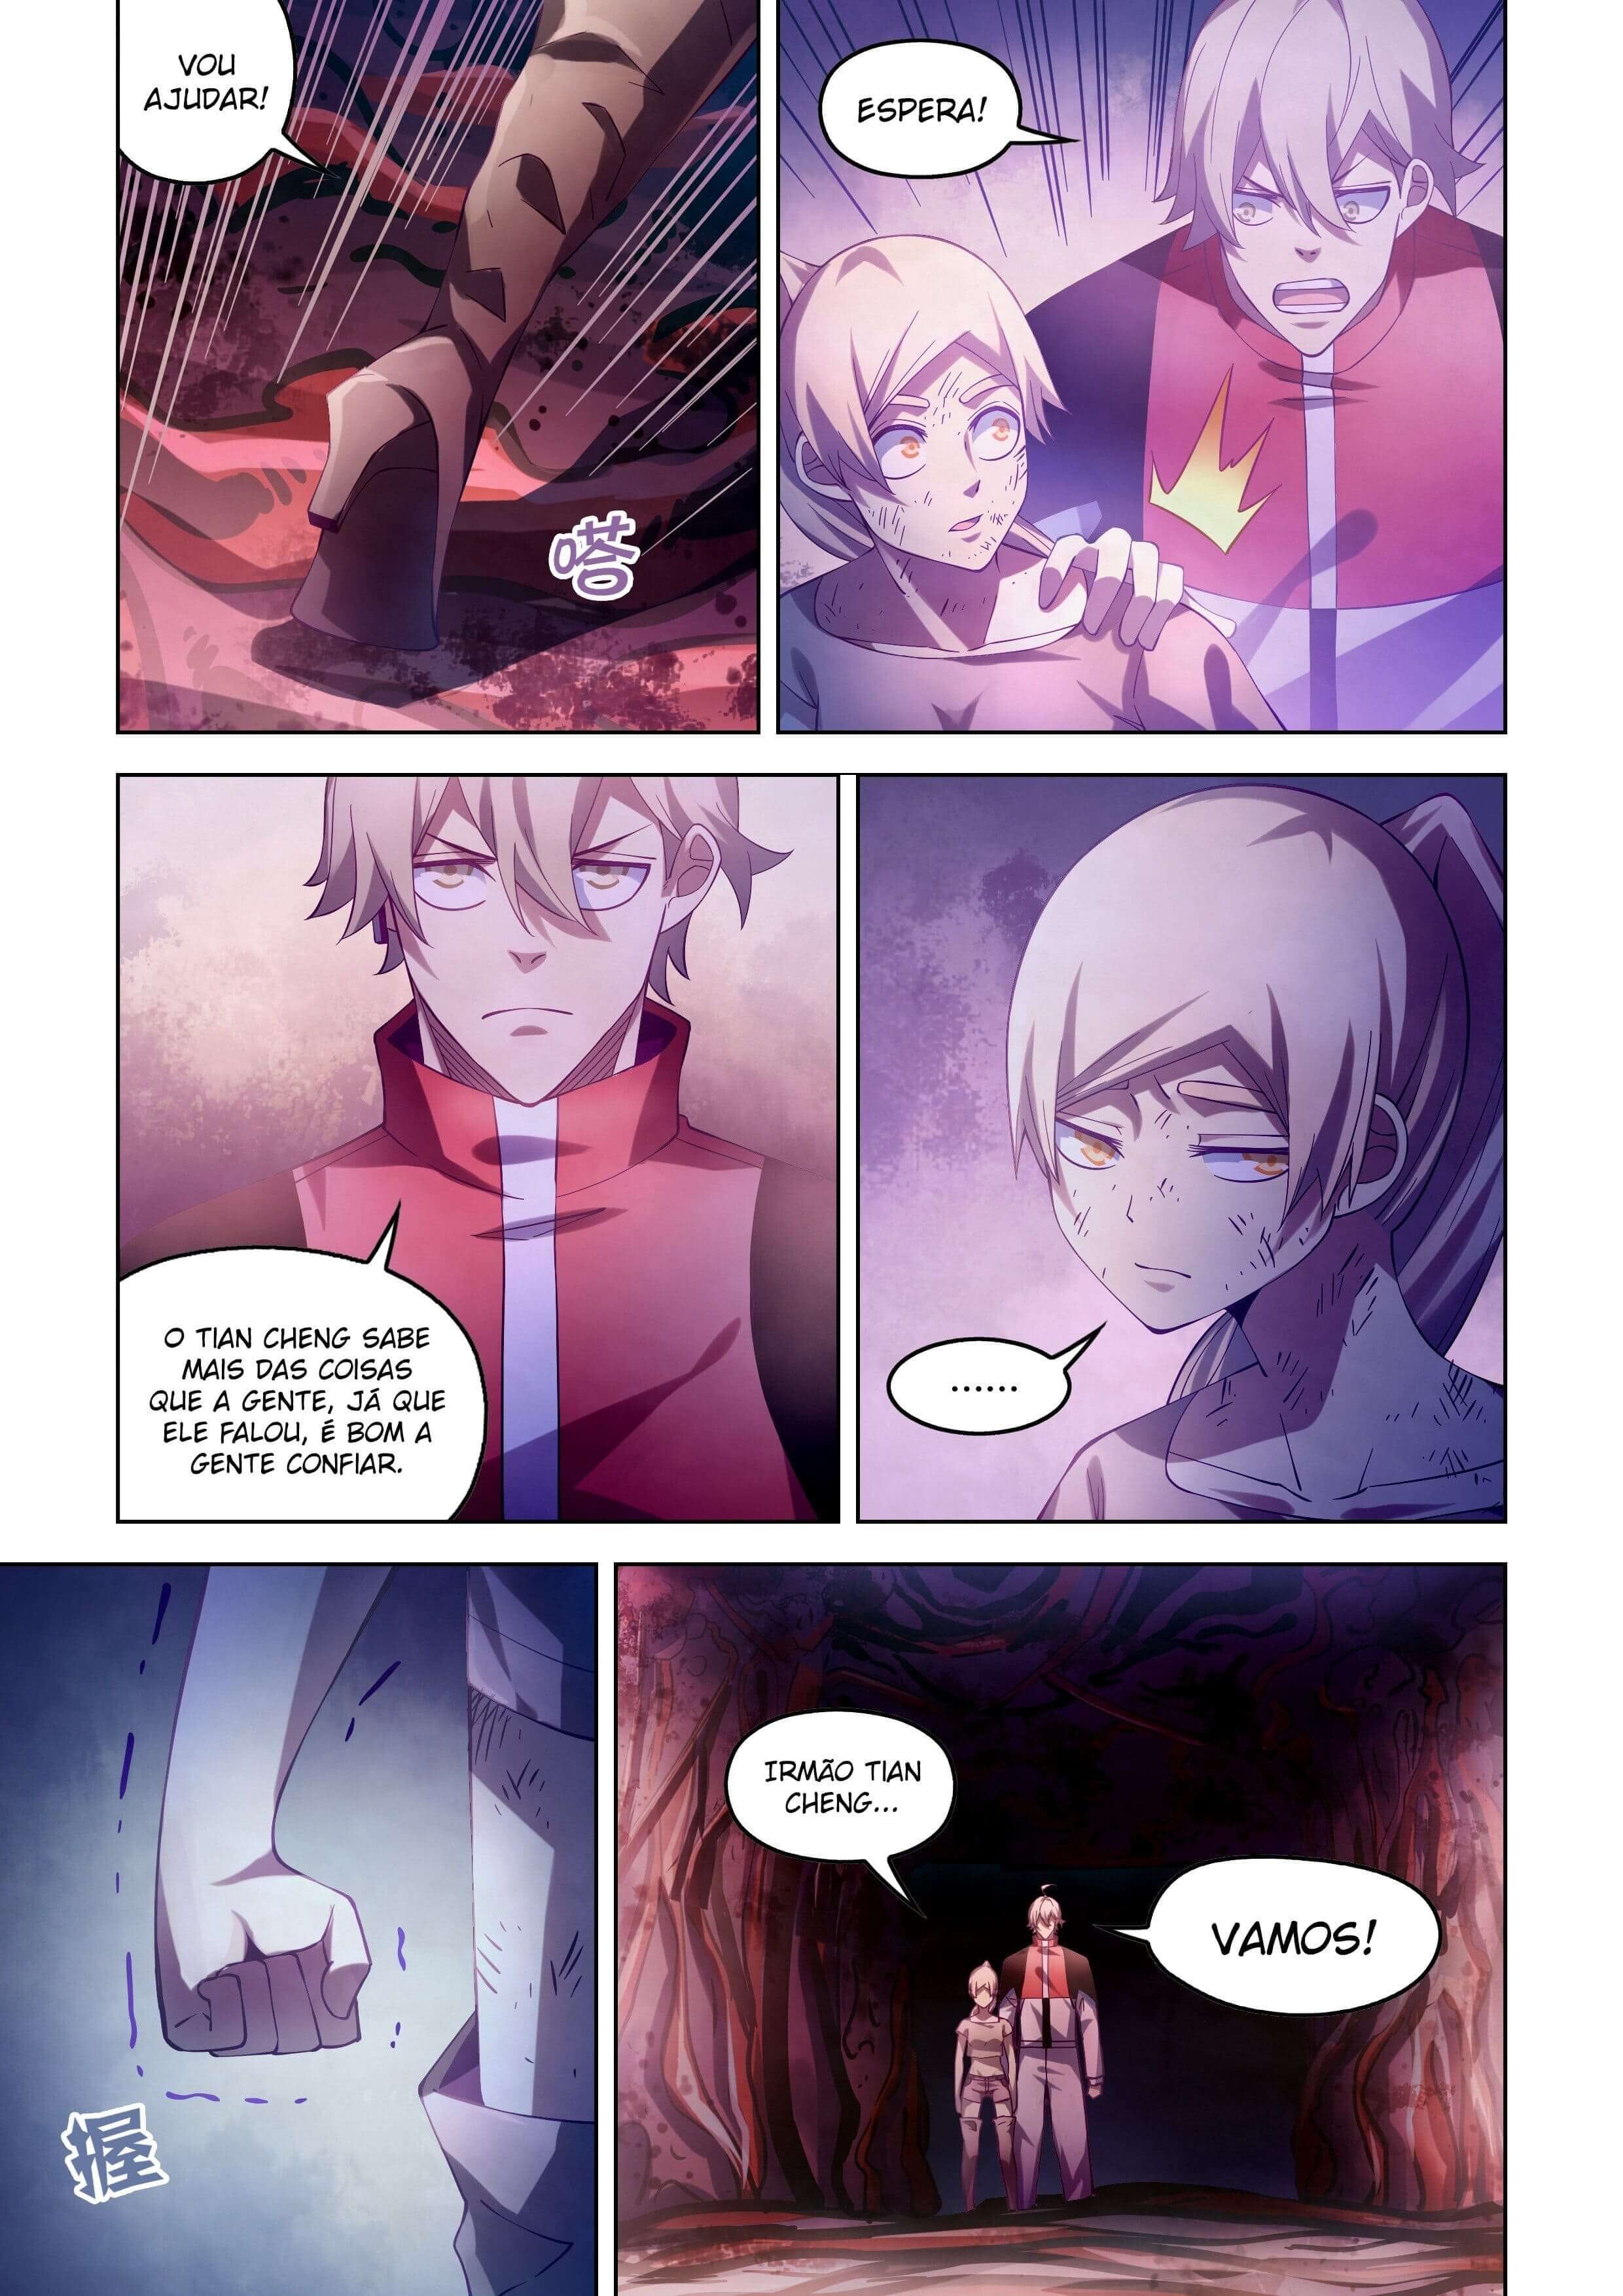 VOU
AJUDAR!
ESPERA!
嗒
O TIAN CHENG SABE
MAIS DAS COISAS
QUE A GENTE, JÁ QUE
ELE FALOU, É BOM A
GENTE CONFIAR.
......
握
IRMÃO TIAN
CHENG...
VAMOS!